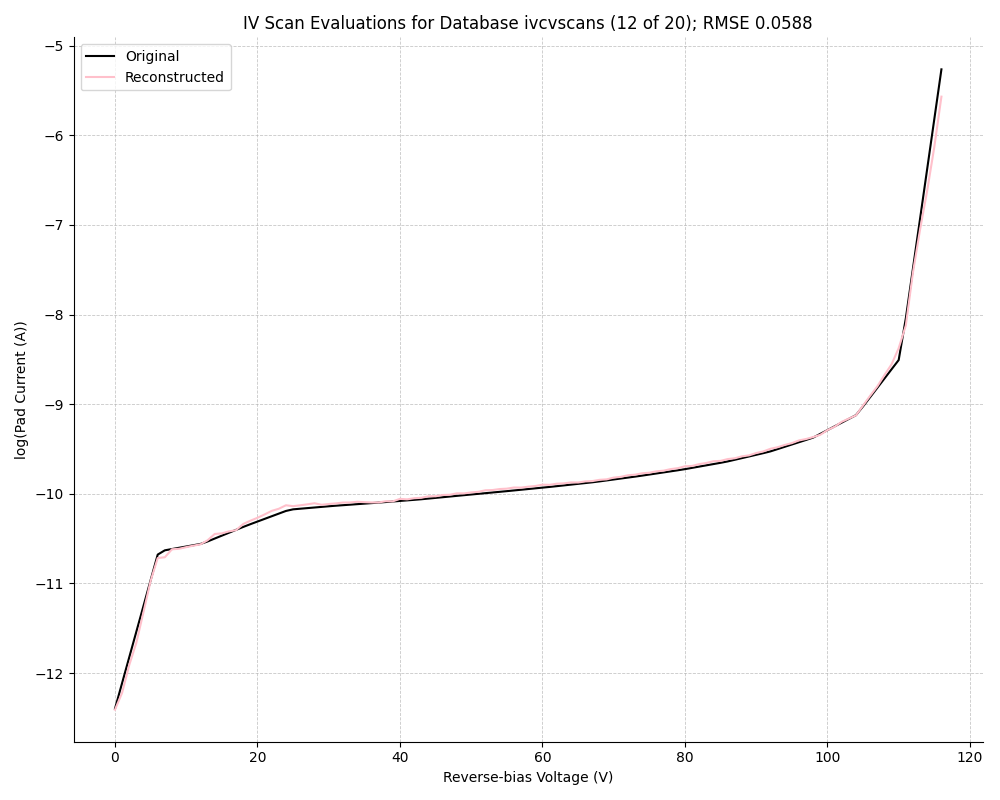 IV Scan Evaluations for Database ivcvscans (12 of 20); RMSE 0.0588
Original
Reconstructed
−5
−6
−7
−8
−9
−10
−11
−12
log(Pad Current (A))
0 20 40 60 80 100 120
Reverse-bias Voltage (V)